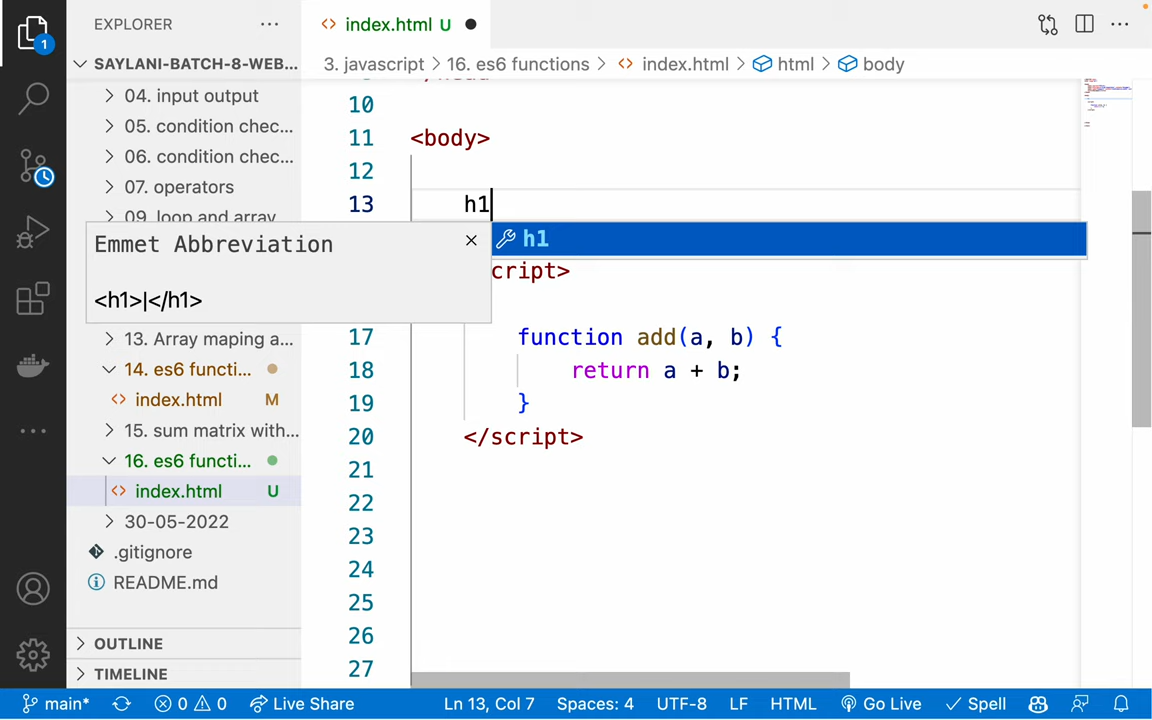 EXPLORER
SAYLANI-BATCH-8-WEB...
04. input output
05. condition chec...
06. condition chec...
07. operators
09. loop and array
13. Array maping a...
14. es6 functi...
index.html M
15. sum matrix with...
16. es6 functi...
index.html U
30-05-2022
.gitignore
README.md
OUTLINE
TIMELINE
1
index.html U
3. javascript > 16. es6 functions > index.html > html > body
10
11 <body>
12
13 h1
h1
Emmet Abbreviation
<h1>|</h1>
cript>
17 function add(a, b) {
18 return a + b;
19 }
20 </script>
21
22
23
24
25
26
27
main* 0 0 Live Share Ln 13, Col 7 Spaces: 4 UTF-8 LF HTML Go Live Spell